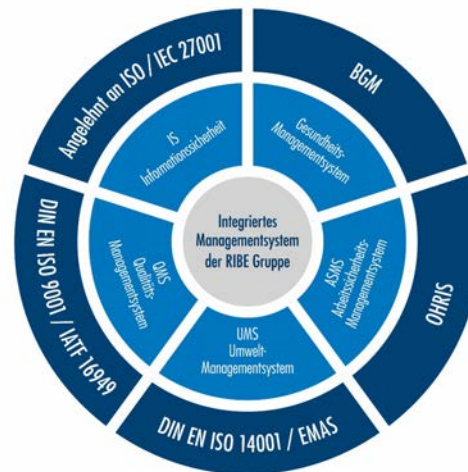 Angelehnt an ISO / IEC 27001
BGM
IS
Informationssicherheit
Gesundheits-
Managementsystem
Integriertes
Managementsystem
der RIBE Gruppe
DIN EN ISO 9001 / IATF 16949
QMS
Qualitäts-
Managementsystem
ASMS
Arbeitssicherheits-
Managementsystem
OHRIS
UMS
Umwelt-
Managementsystem
DIN EN ISO 14001 / EMAS